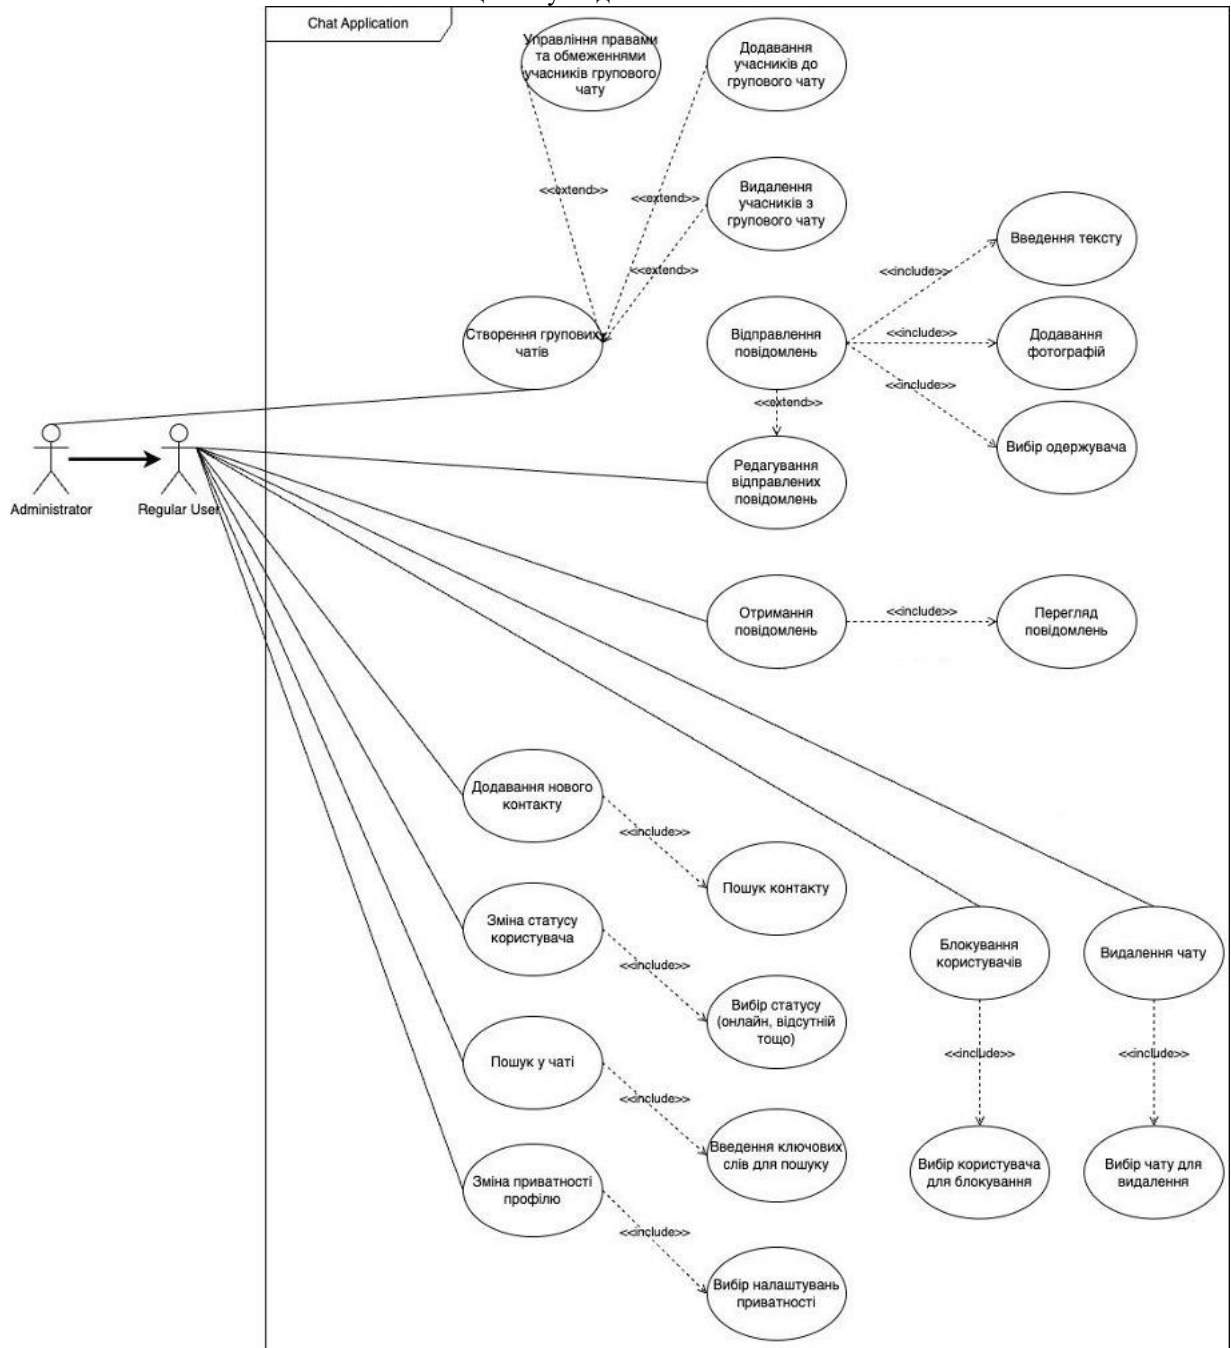 Chat Application
Управління правами
та обмеженнями
учасників групового
чату
Додавання
учасників до
групового чату
<<extend>>
<<extend>>
Видалення
учасників з
групового чату
<<extend>>
Введення тексту
<<include>>
Створення групових
чатів
Відправлення
повідомлень
<<include>>
Додавання
фотографій
<<include>>
<<extend>>
Вибір одержувача
Редагування
відправлених
повідомлень
Administrator
Regular User
Отримання
повідомлень
<<include>>
Перегляд
повідомлень
Додавання нового
контакту
<<include>>
Пошук контакту
Зміна статусу
користувача
<<include>>
Блокування
користувачів
Видалення чату
Вибір статусу
(онлайн, відсутній
тощо)
<<include>>
<<include>>
Пошук у чаті
<<include>>
Введення ключових
слів для пошуку
Вибір користувача
для блокування
Вибір чату для
видалення
Зміна приватності
профілю
<<include>>
Вибір налаштувань
приватності